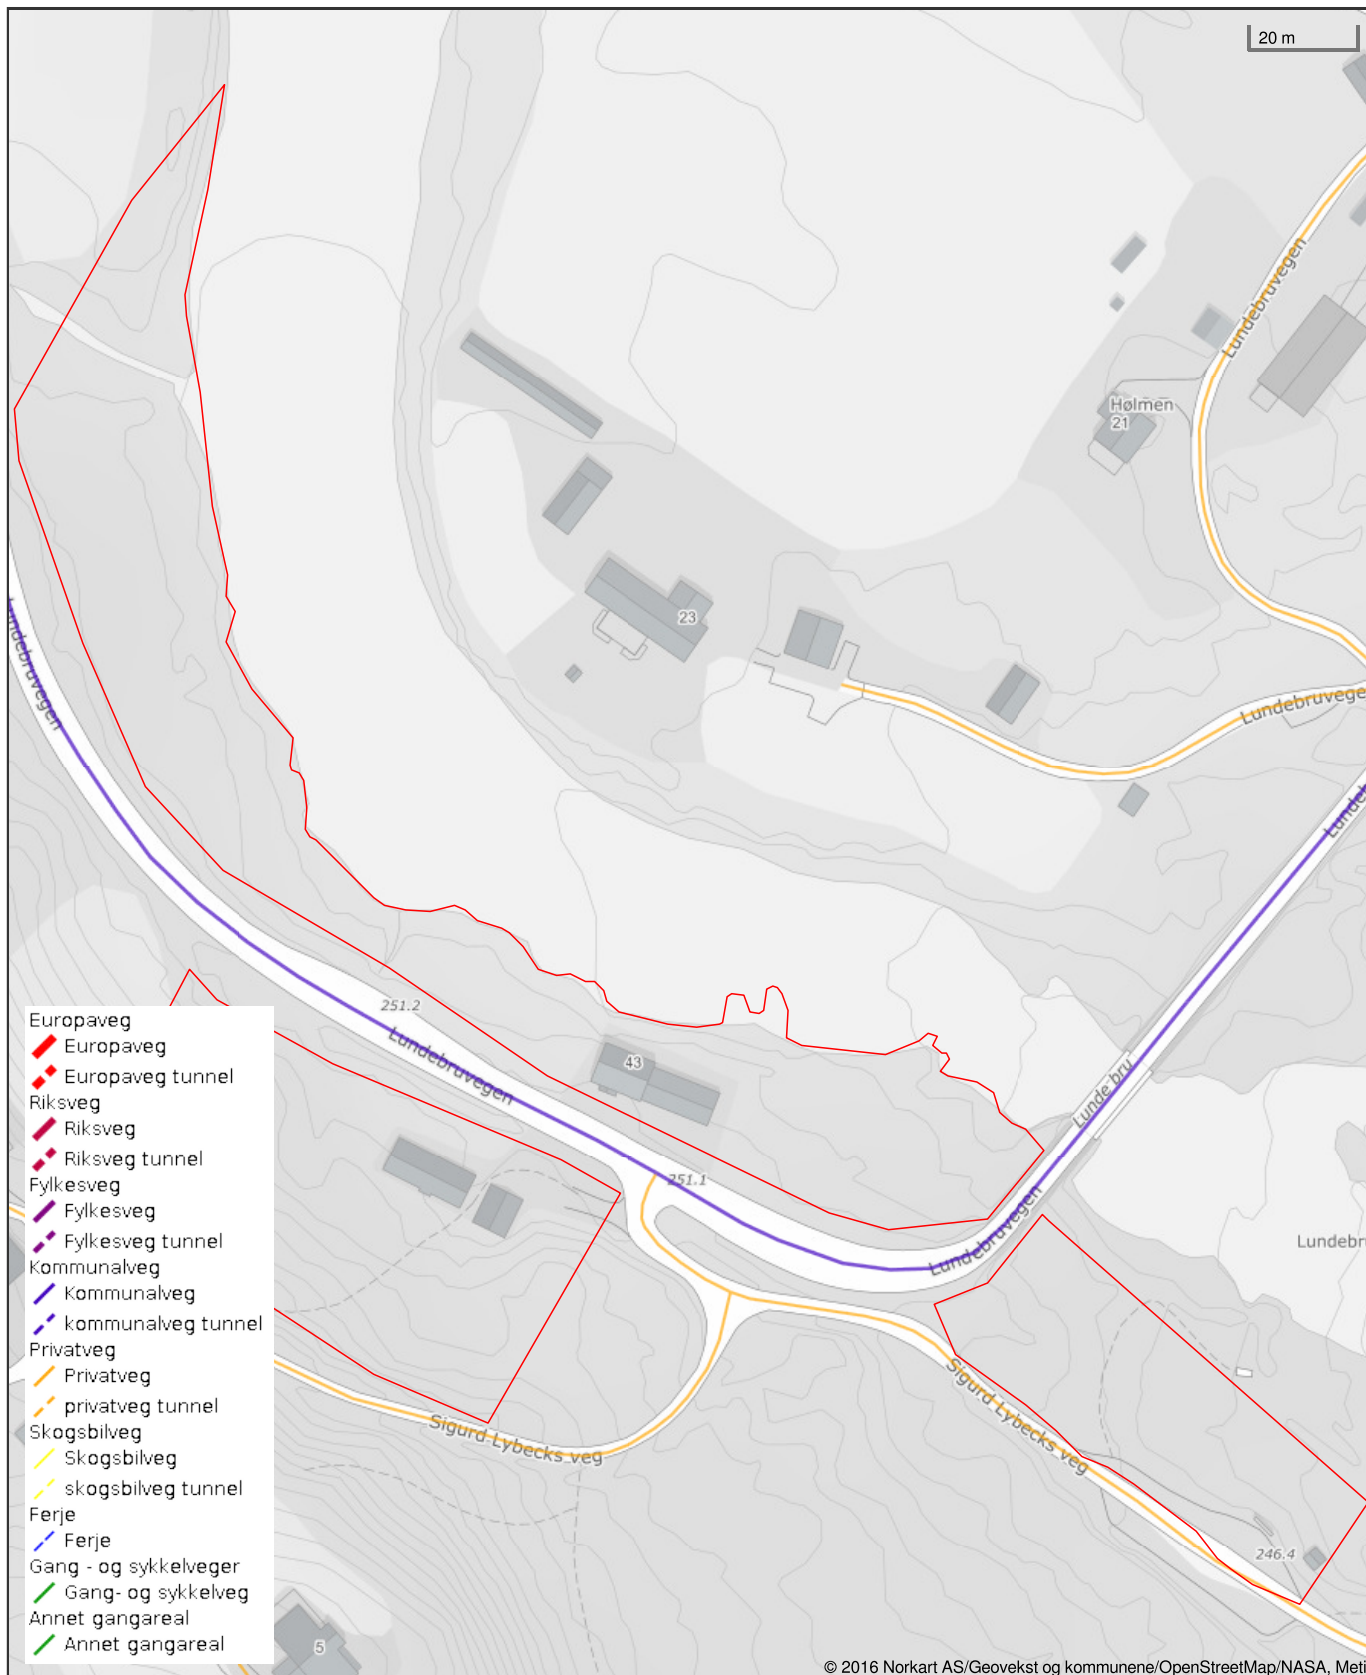 20 m
Lundebruvegen
Hølmen
21
23
Lundebruvege
Lundebruvegen
251.2
Lundebruvegen
43
Lunde bru
251.1
Lundebruvegen
Lundebr
Sigurd Lybecks veg
Sigurd Lybecks veg
246.4
5
Europaveg
Europaveg
Europaveg tunnel
Riksveg
Riksveg
Riksveg tunnel
Fylkesveg
Fylkesveg
Fylkesveg tunnel
Kommunalveg
Kommunalveg
kommunalveg tunnel
Privatveg
Privatveg
privatveg tunnel
Skogsbilveg
Skogsbilveg
skogsbilveg tunnel
Ferje
Ferje
Gang - og sykkelveger
Gang- og sykkelveg
Annet gangareal
Annet gangareal
© 2016 Norkart AS/Geovekst og kommunene/OpenStreetMap/NASA, Meti